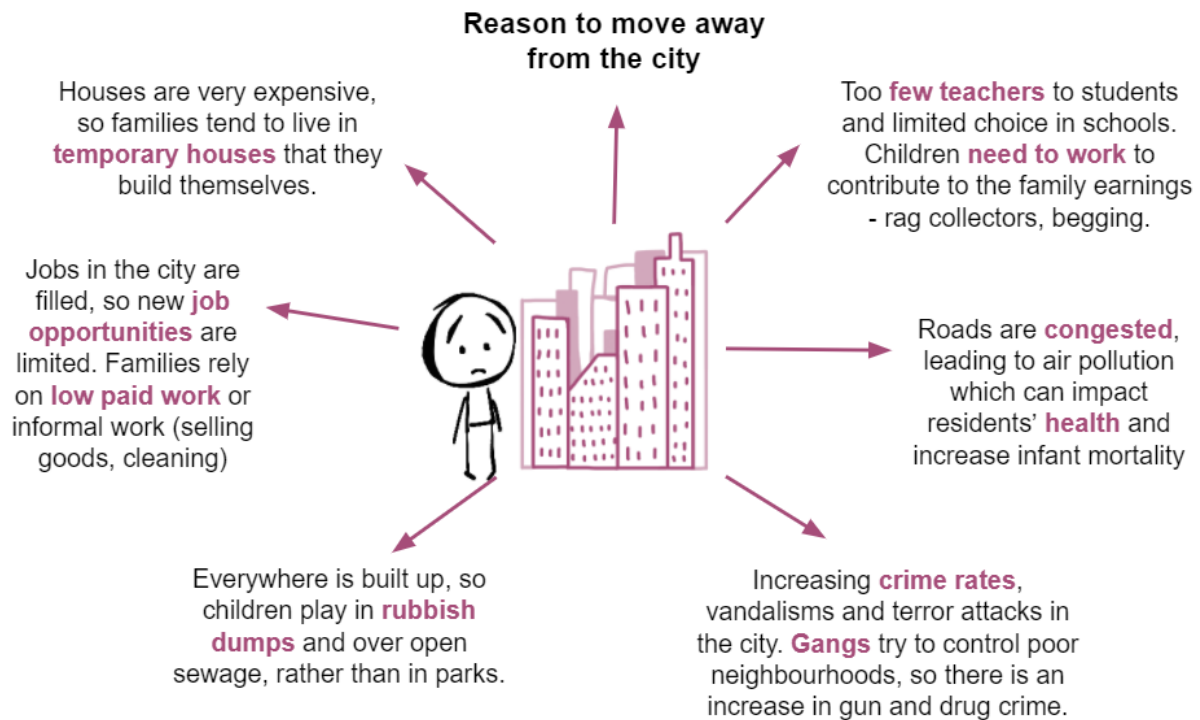 Reason to move away
from the city
Houses are very expensive,
so families tend to live in
temporary houses that they
build themselves.
Too few teachers to students
and limited choice in schools.
Children need to work to
contribute to the family earnings
- rag collectors, begging.
Jobs in the city are
filled, so new job
opportunities are
limited. Families rely
on low paid work or
informal work (selling
goods, cleaning)
Roads are congested,
leading to air pollution
which can impact
residents’ health and
increase infant mortality
Everywhere is built up, so
children play in rubbish
dumps and over open
sewage, rather than in parks.
Increasing crime rates,
vandalisms and terror attacks in
the city. Gangs try to control poor
neighbourhoods, so there is an
increase in gun and drug crime.